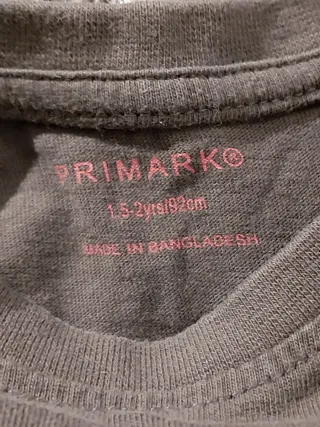 PRIMARK®
1.5-2yrs/92cm
MADE IN BANGLADESH